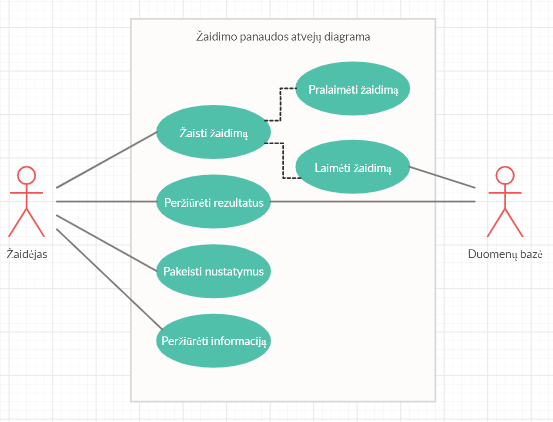 Žaidimo panaudos atvejų diagrama
Pralaimėti žaidimą
Žaisti žaidimą
Laimėti žaidimą
Peržiūrėti rezultatus
Žaidėjas
Duomenų bazė
Pakeisti nustatymus
Peržiūrėti informaciją